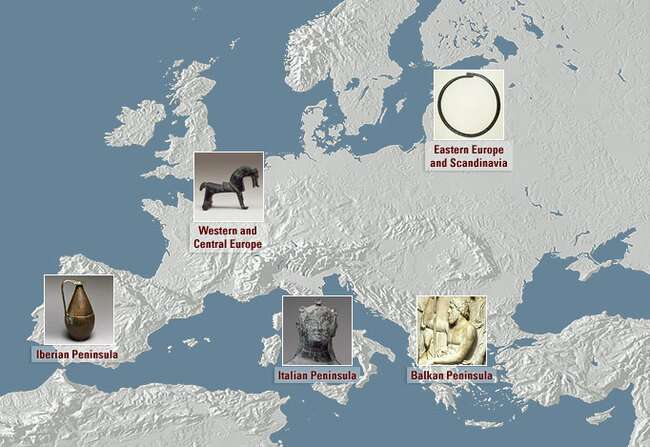 Eastern Europe
and Scandinavia
Western and
Central Europe
Iberian Peninsula
Italian Peninsula
Balkan Peninsula